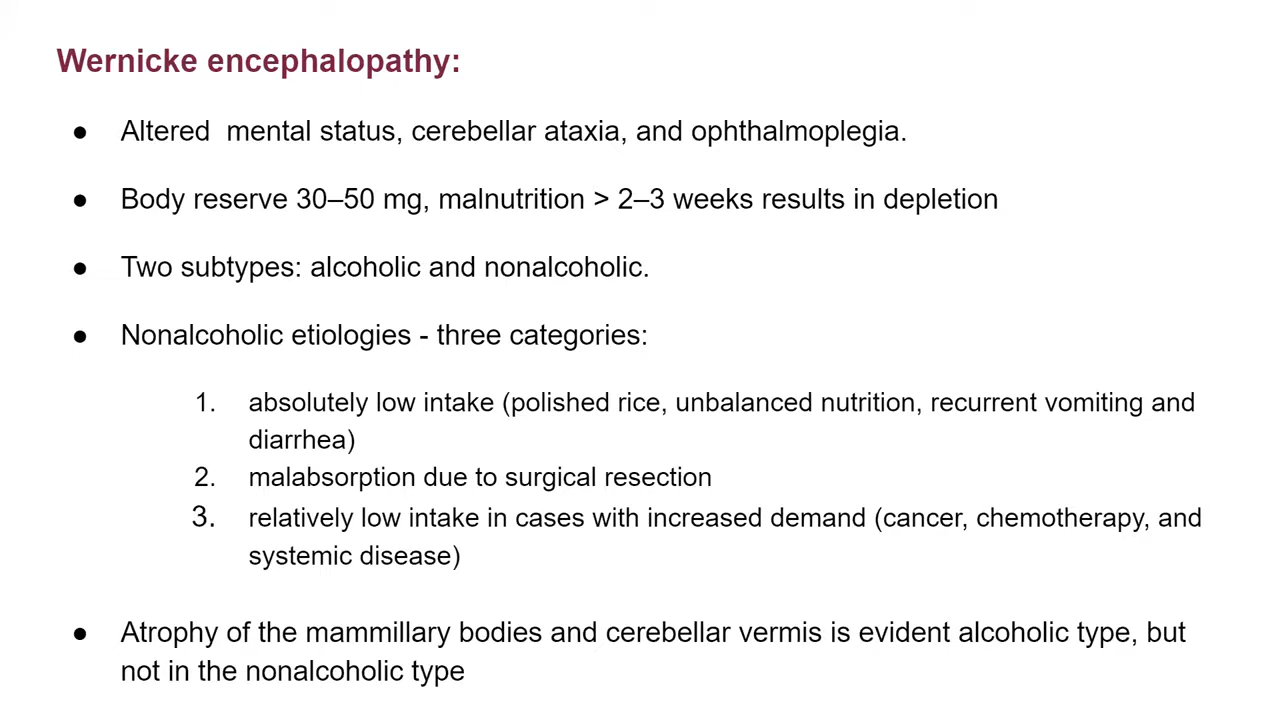 Wernicke encephalopathy:
● Altered  mental status, cerebellar ataxia, and ophthalmoplegia.
● Body reserve 30–50 mg, malnutrition > 2–3 weeks results in depletion
● Two subtypes: alcoholic and nonalcoholic.
● Nonalcoholic etiologies - three categories:
1. absolutely low intake (polished rice, unbalanced nutrition, recurrent vomiting and
diarrhea)
2. malabsorption due to surgical resection
3. relatively low intake in cases with increased demand (cancer, chemotherapy, and
systemic disease)
● Atrophy of the mammillary bodies and cerebellar vermis is evident alcoholic type, but
not in the nonalcoholic type